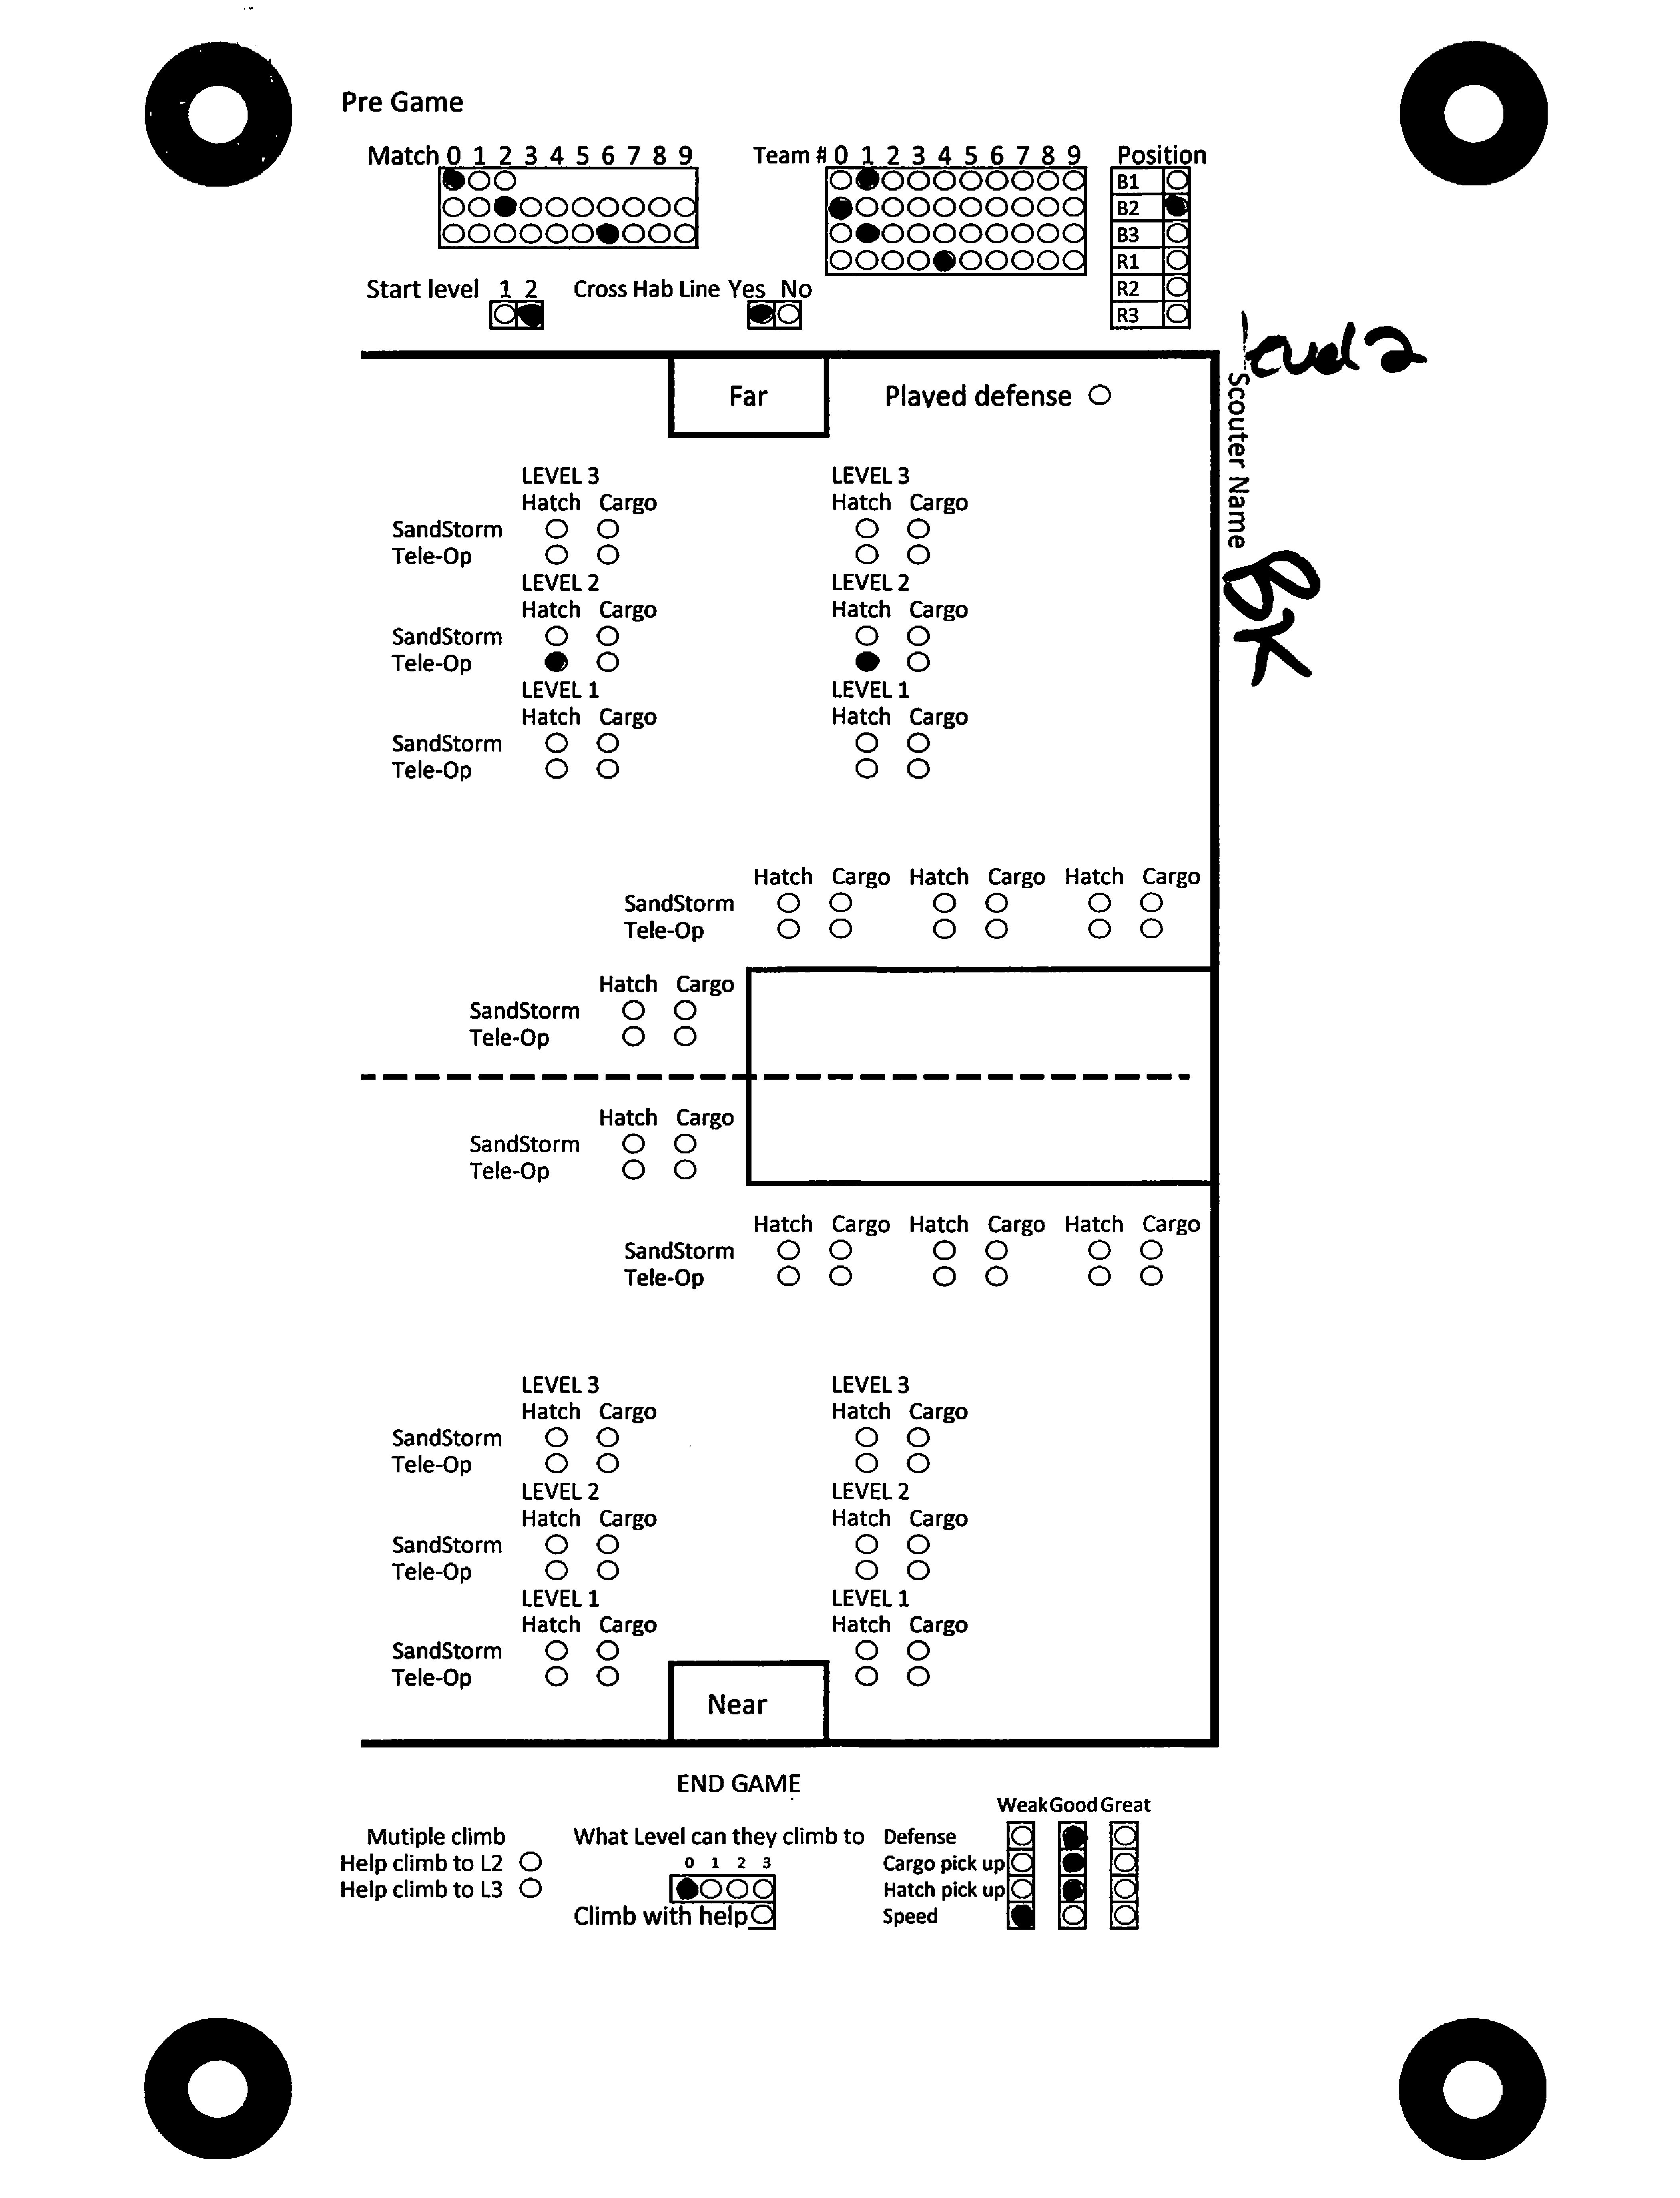 Pre Game
Match 0 1 2 3 4 5 6 7 8 9
Team # 0 1 2 3 4 5 6 7 8 9
Position
B1
B2
B3
R1
R2
R3
Start level 1 2
Cross Hab Line Yes No
level 2
Scouter Name BK
Far
Played defense
LEVEL 3 LEVEL 3
Hatch Cargo Hatch Cargo
SandStorm
Tele-Op
LEVEL 2 LEVEL 2
Hatch Cargo Hatch Cargo
SandStorm
Tele-Op
LEVEL 1 LEVEL 1
Hatch Cargo Hatch Cargo
SandStorm
Tele-Op
Hatch Cargo Hatch Cargo Hatch Cargo
SandStorm
Tele-Op
Hatch Cargo
SandStorm
Tele-Op
Hatch Cargo
SandStorm
Tele-Op
Hatch Cargo Hatch Cargo Hatch Cargo
SandStorm
Tele-Op
LEVEL 3 LEVEL 3
Hatch Cargo Hatch Cargo
SandStorm
Tele-Op
LEVEL 2 LEVEL 2
Hatch Cargo Hatch Cargo
SandStorm
Tele-Op
LEVEL 1 LEVEL 1
Hatch Cargo Hatch Cargo
SandStorm
Tele-Op
Near
END GAME
Mutiple climb
Help climb to L2
Help climb to L3
What Level can they climb to
0 1 2 3
Climb with help
Weak Good Great
Defense
Cargo pick up
Hatch pick up
Speed